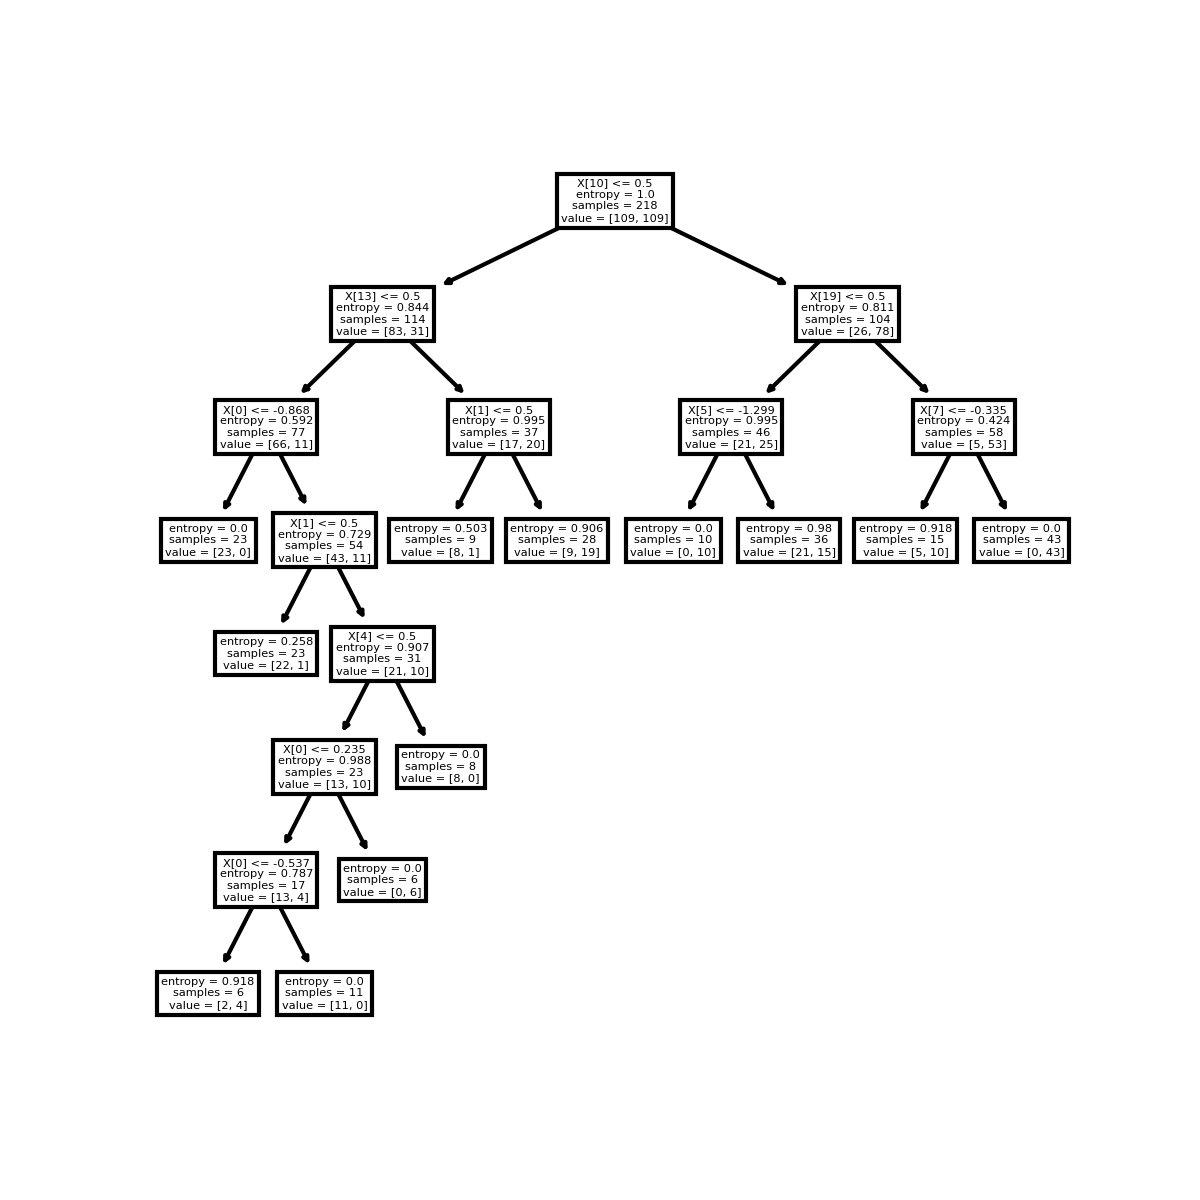 X[10] <= 0.5
entropy = 1.0
samples = 218
value = [109, 109]
X[13] <= 0.5
entropy = 0.844
samples = 114
value = [83, 31]
X[19] <= 0.5
entropy = 0.811
samples = 104
value = [26, 78]
X[0] <= -0.868
entropy = 0.592
samples = 77
value = [66, 11]
X[1] <= 0.5
entropy = 0.995
samples = 37
value = [17, 20]
X[5] <= -1.299
entropy = 0.995
samples = 46
value = [21, 25]
X[7] <= -0.335
entropy = 0.424
samples = 58
value = [5, 53]
entropy = 0.0
samples = 23
value = [23, 0]
X[1] <= 0.5
entropy = 0.729
samples = 54
value = [43, 11]
entropy = 0.503
samples = 9
value = [8, 1]
entropy = 0.906
samples = 28
value = [9, 19]
entropy = 0.0
samples = 10
value = [0, 10]
entropy = 0.98
samples = 36
value = [21, 15]
entropy = 0.918
samples = 15
value = [5, 10]
entropy = 0.0
samples = 43
value = [0, 43]
entropy = 0.258
samples = 23
value = [22, 1]
X[4] <= 0.5
entropy = 0.907
samples = 31
value = [21, 10]
X[0] <= 0.235
entropy = 0.988
samples = 23
value = [13, 10]
entropy = 0.0
samples = 8
value = [8, 0]
X[0] <= -0.537
entropy = 0.787
samples = 17
value = [13, 4]
entropy = 0.0
samples = 6
value = [0, 6]
entropy = 0.918
samples = 6
value = [2, 4]
entropy = 0.0
samples = 11
value = [11, 0]